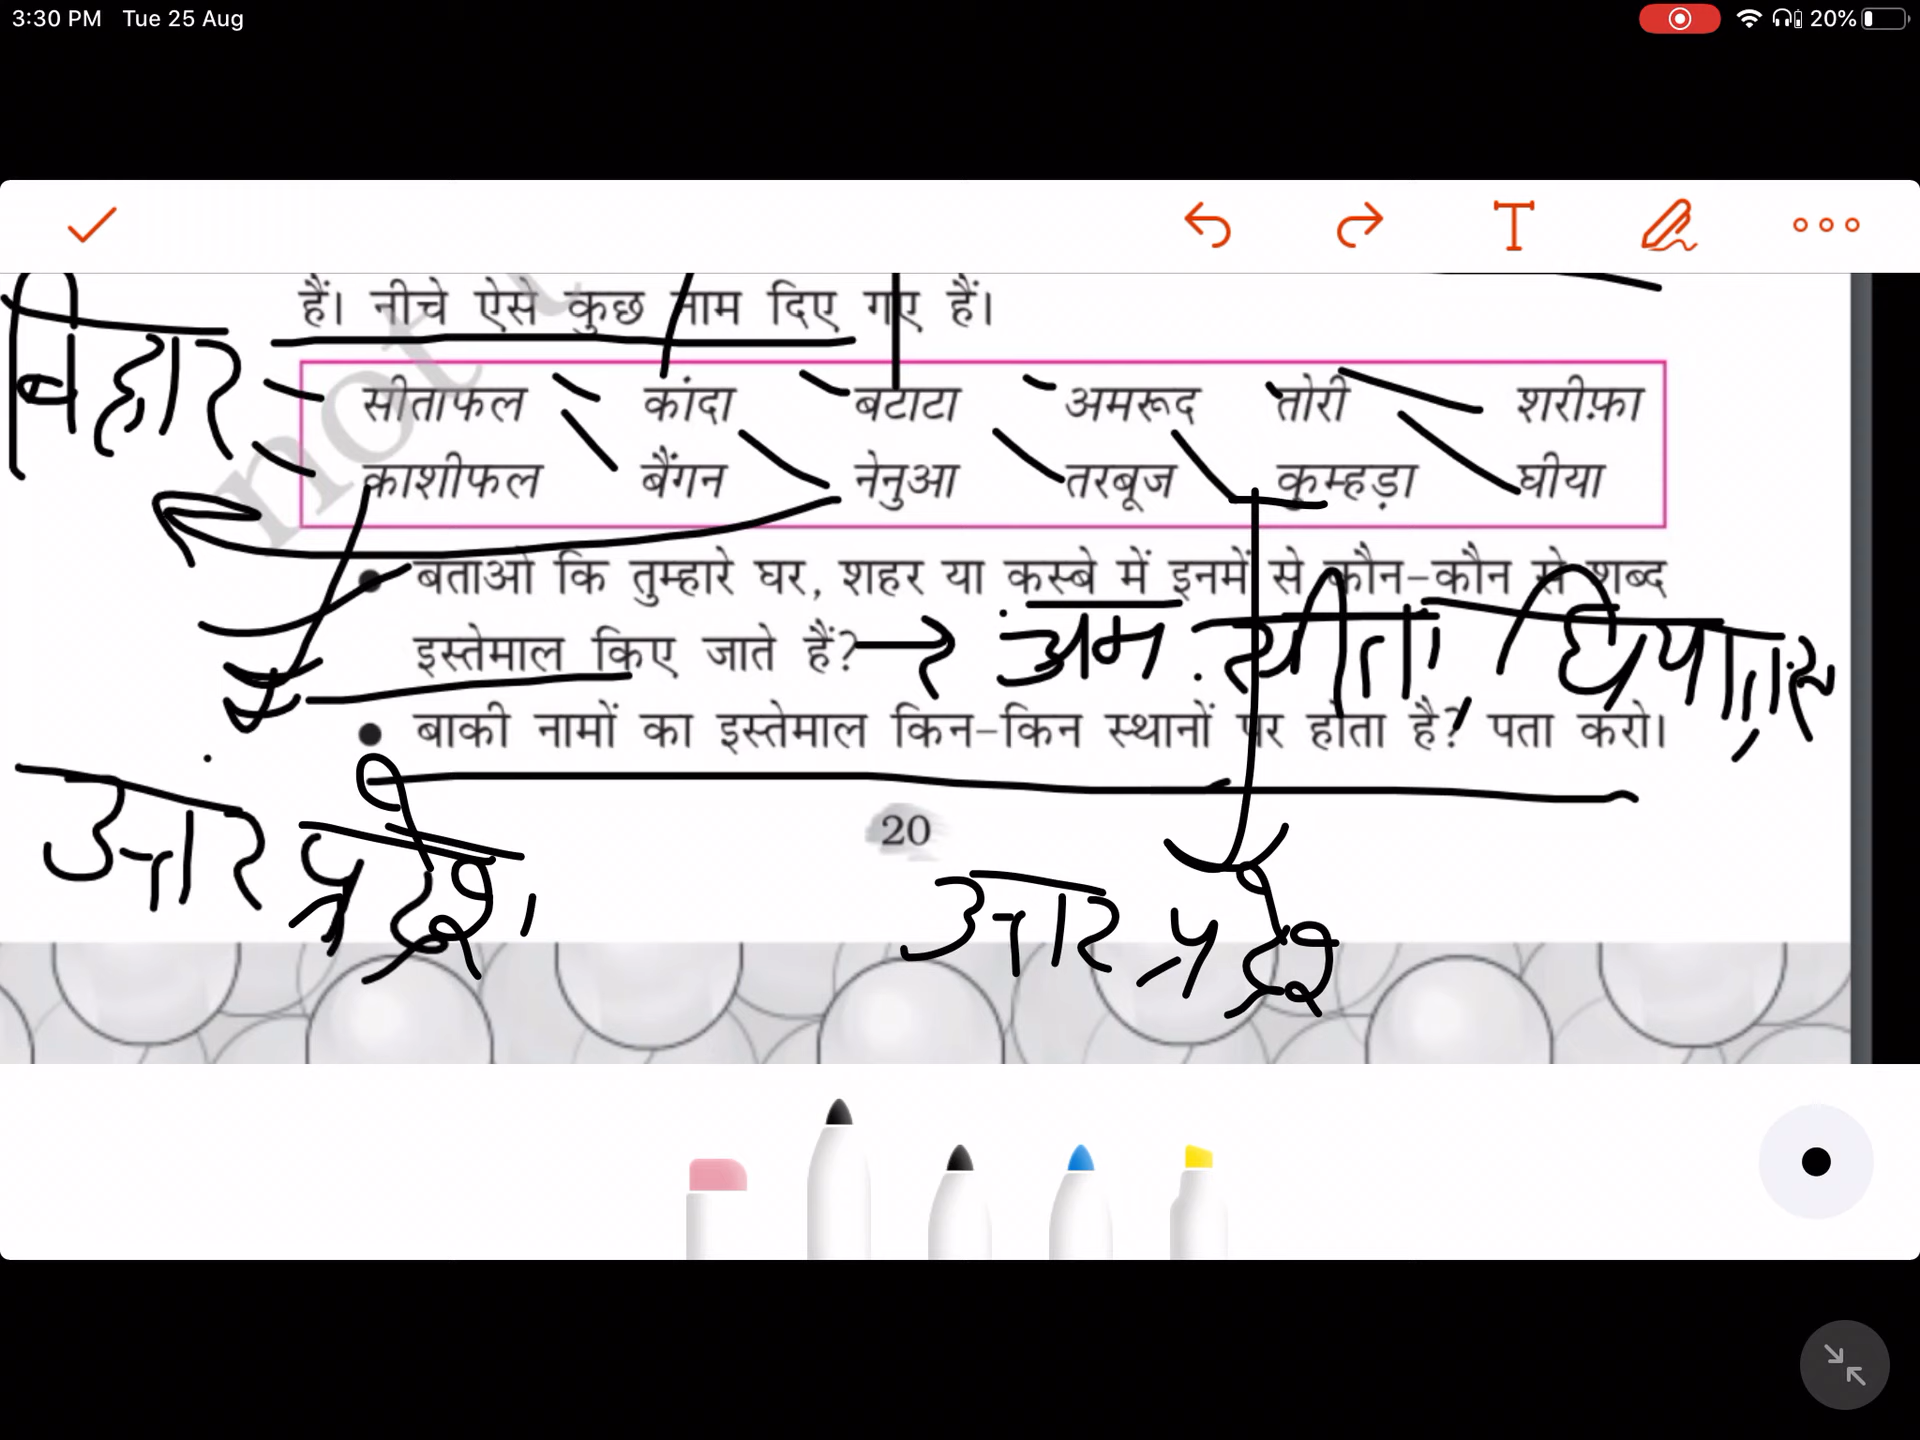 3:30 PM Tue 25 Aug
20%
T
हैं। नीचे ऐसे कुछ नाम दिए गए हैं।
बिहार
सीताफल कांदा बटाटा अमरूद तोरी शरीफ़ा
काशीफल बैंगन नेनुआ तरबूज कुम्हड़ा घीया
not t
● बताओ कि तुम्हारे घर, शहर या कस्बे में इनमें से कौन-कौन से शब्द
इस्तेमाल किए जाते हैं?
● बाकी नामों का इस्तेमाल किन-किन स्थानों पर होता है? पता करो।
20
उत्तर प्रदेश।
उत्तर प्रदेश